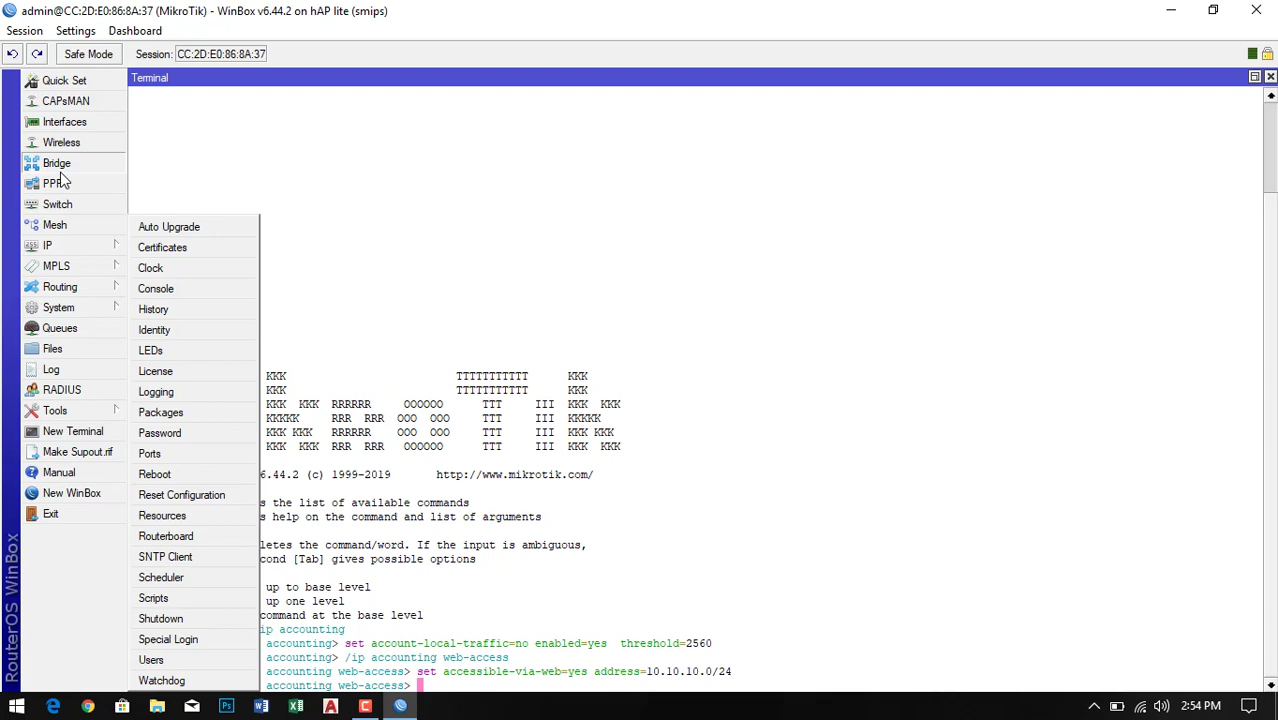 admin@CC:2D:E0:86:8A:37 (MikroTik) - WinBox v6.44.2 on hAP lite (smips)
Session Settings Dashboard
Safe Mode Session: CC:2D:E0:86:8A:37
Terminal
Quick Set
CAPsMAN
Interfaces
Wireless
Bridge
PPP
Switch
Mesh
IP
MPLS
Routing
System
Queues
Files
Log
RADIUS
Tools
New Terminal
Make Supout.rif
Manual
New WinBox
Exit
RouterOS WinBox
Auto Upgrade
Certificates
Clock
Console
History
Identity
LEDs
License
Logging
Packages
Password
Ports
Reboot
Reset Configuration
Resources
Routerboard
SNTP Client
Scheduler
Scripts
Shutdown
Special Login
Users
Watchdog
KKK TTTTTTTTTTT KKK
KKK TTTTTTTTTTT KKK
KKK KKK RRRRRR OOOOOO TTT III KKK KKK
KKKKK RRR RRR OOO OOO TTT III KKKKK
KKK KKK RRRRRR OOO OOO TTT III KKK KKK
KKK KKK RRR RRR OOOOOO TTT III KKK KKK
6.44.2 (c) 1999-2019 http://www.mikrotik.com/
s the list of available commands
s help on the command and list of arguments
letes the command/word. If the input is ambiguous,
cond [Tab] gives possible options
up to base level
up one level
command at the base level
ip accounting
accounting> set account-local-traffic=no enabled=yes threshold=2560
accounting> /ip accounting web-access
accounting web-access> set accessible-via-web=yes address=10.10.10.0/24
accounting web-access>
2:54 PM